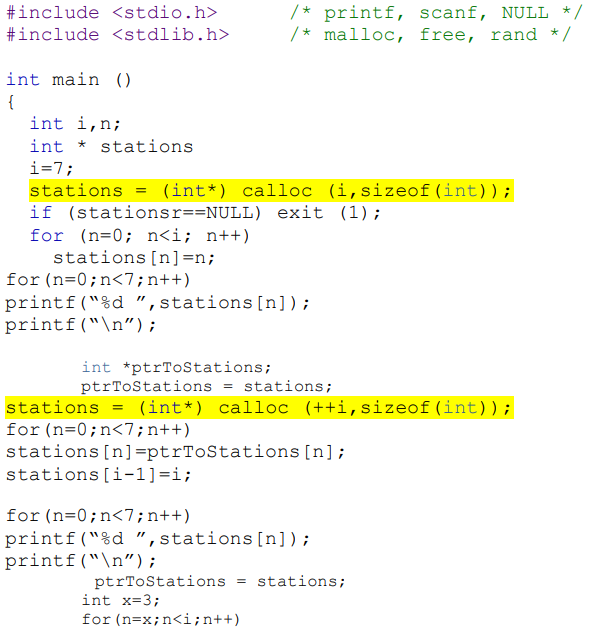 #include <stdio.h>      /* printf, scanf, NULL */
#include <stdlib.h>     /* malloc, free, rand */
int main ()
{
  int i,n;
  int * stations
  i=7;
  stations = (int*) calloc (i,sizeof(int));
  if (stationsr==NULL) exit (1);
  for (n=0; n<i; n++)
    stations[n]=n;
for(n=0;n<7;n++)
printf(“%d ”,stations[n]);
printf(“\n”);
int *ptrToStations;
ptrToStations = stations;
stations = (int*) calloc (++i,sizeof(int));
for(n=0;n<7;n++)
stations[n]=ptrToStations[n];
stations[i-1]=i;
for(n=0;n<7;n++)
printf(“%d ”,stations[n]);
printf(“\n”);
ptrToStations = stations;
int x=3;
for(n=x;n<i;n++)